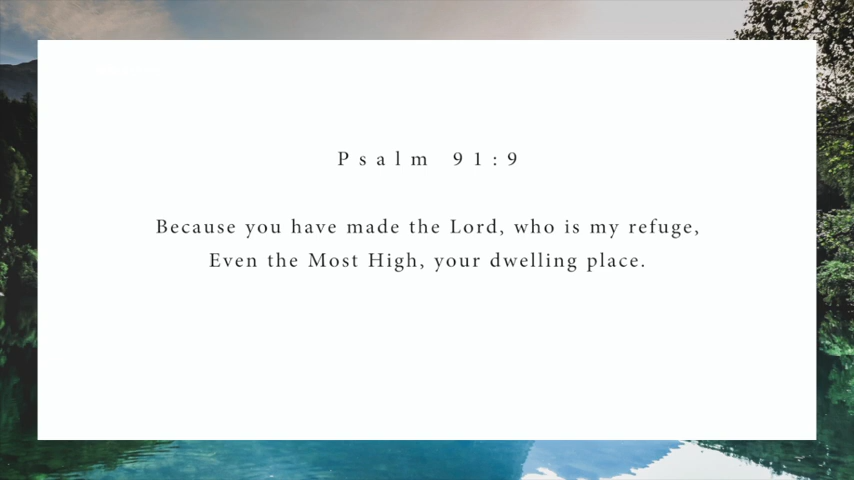 Psalm 91:9
Because you have made the Lord, who is my refuge,
Even the Most High, your dwelling place.